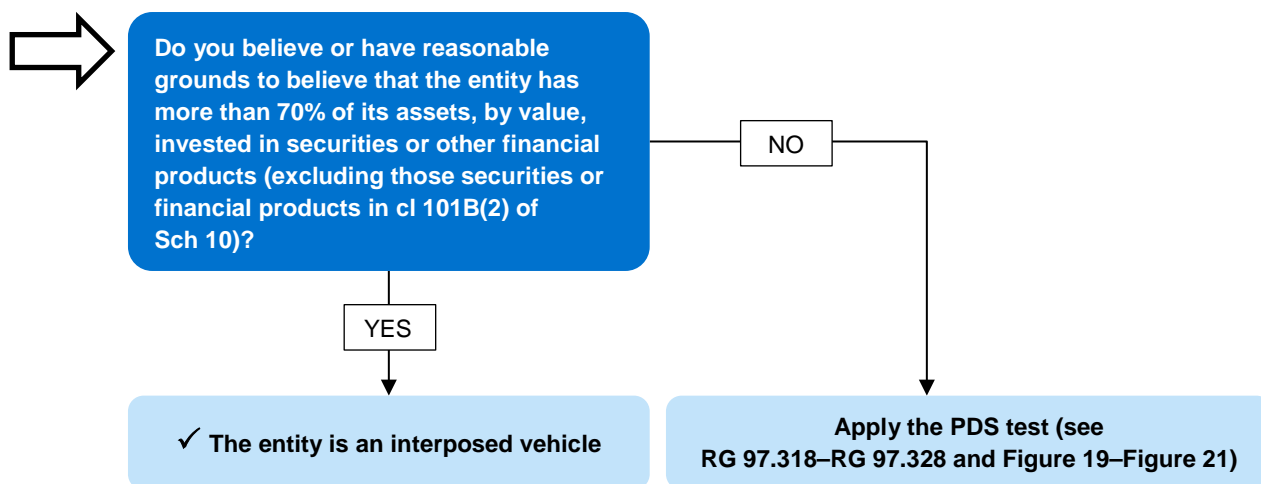 Do you believe or have reasonable
grounds to believe that the entity has
more than 70% of its assets, by value,
invested in securities or other financial
products (excluding those securities or
financial products in cl 101B(2) of
Sch 10)?
NO
YES
✓ The entity is an interposed vehicle
Apply the PDS test (see
RG 97.318–RG 97.328 and Figure 19–Figure 21)